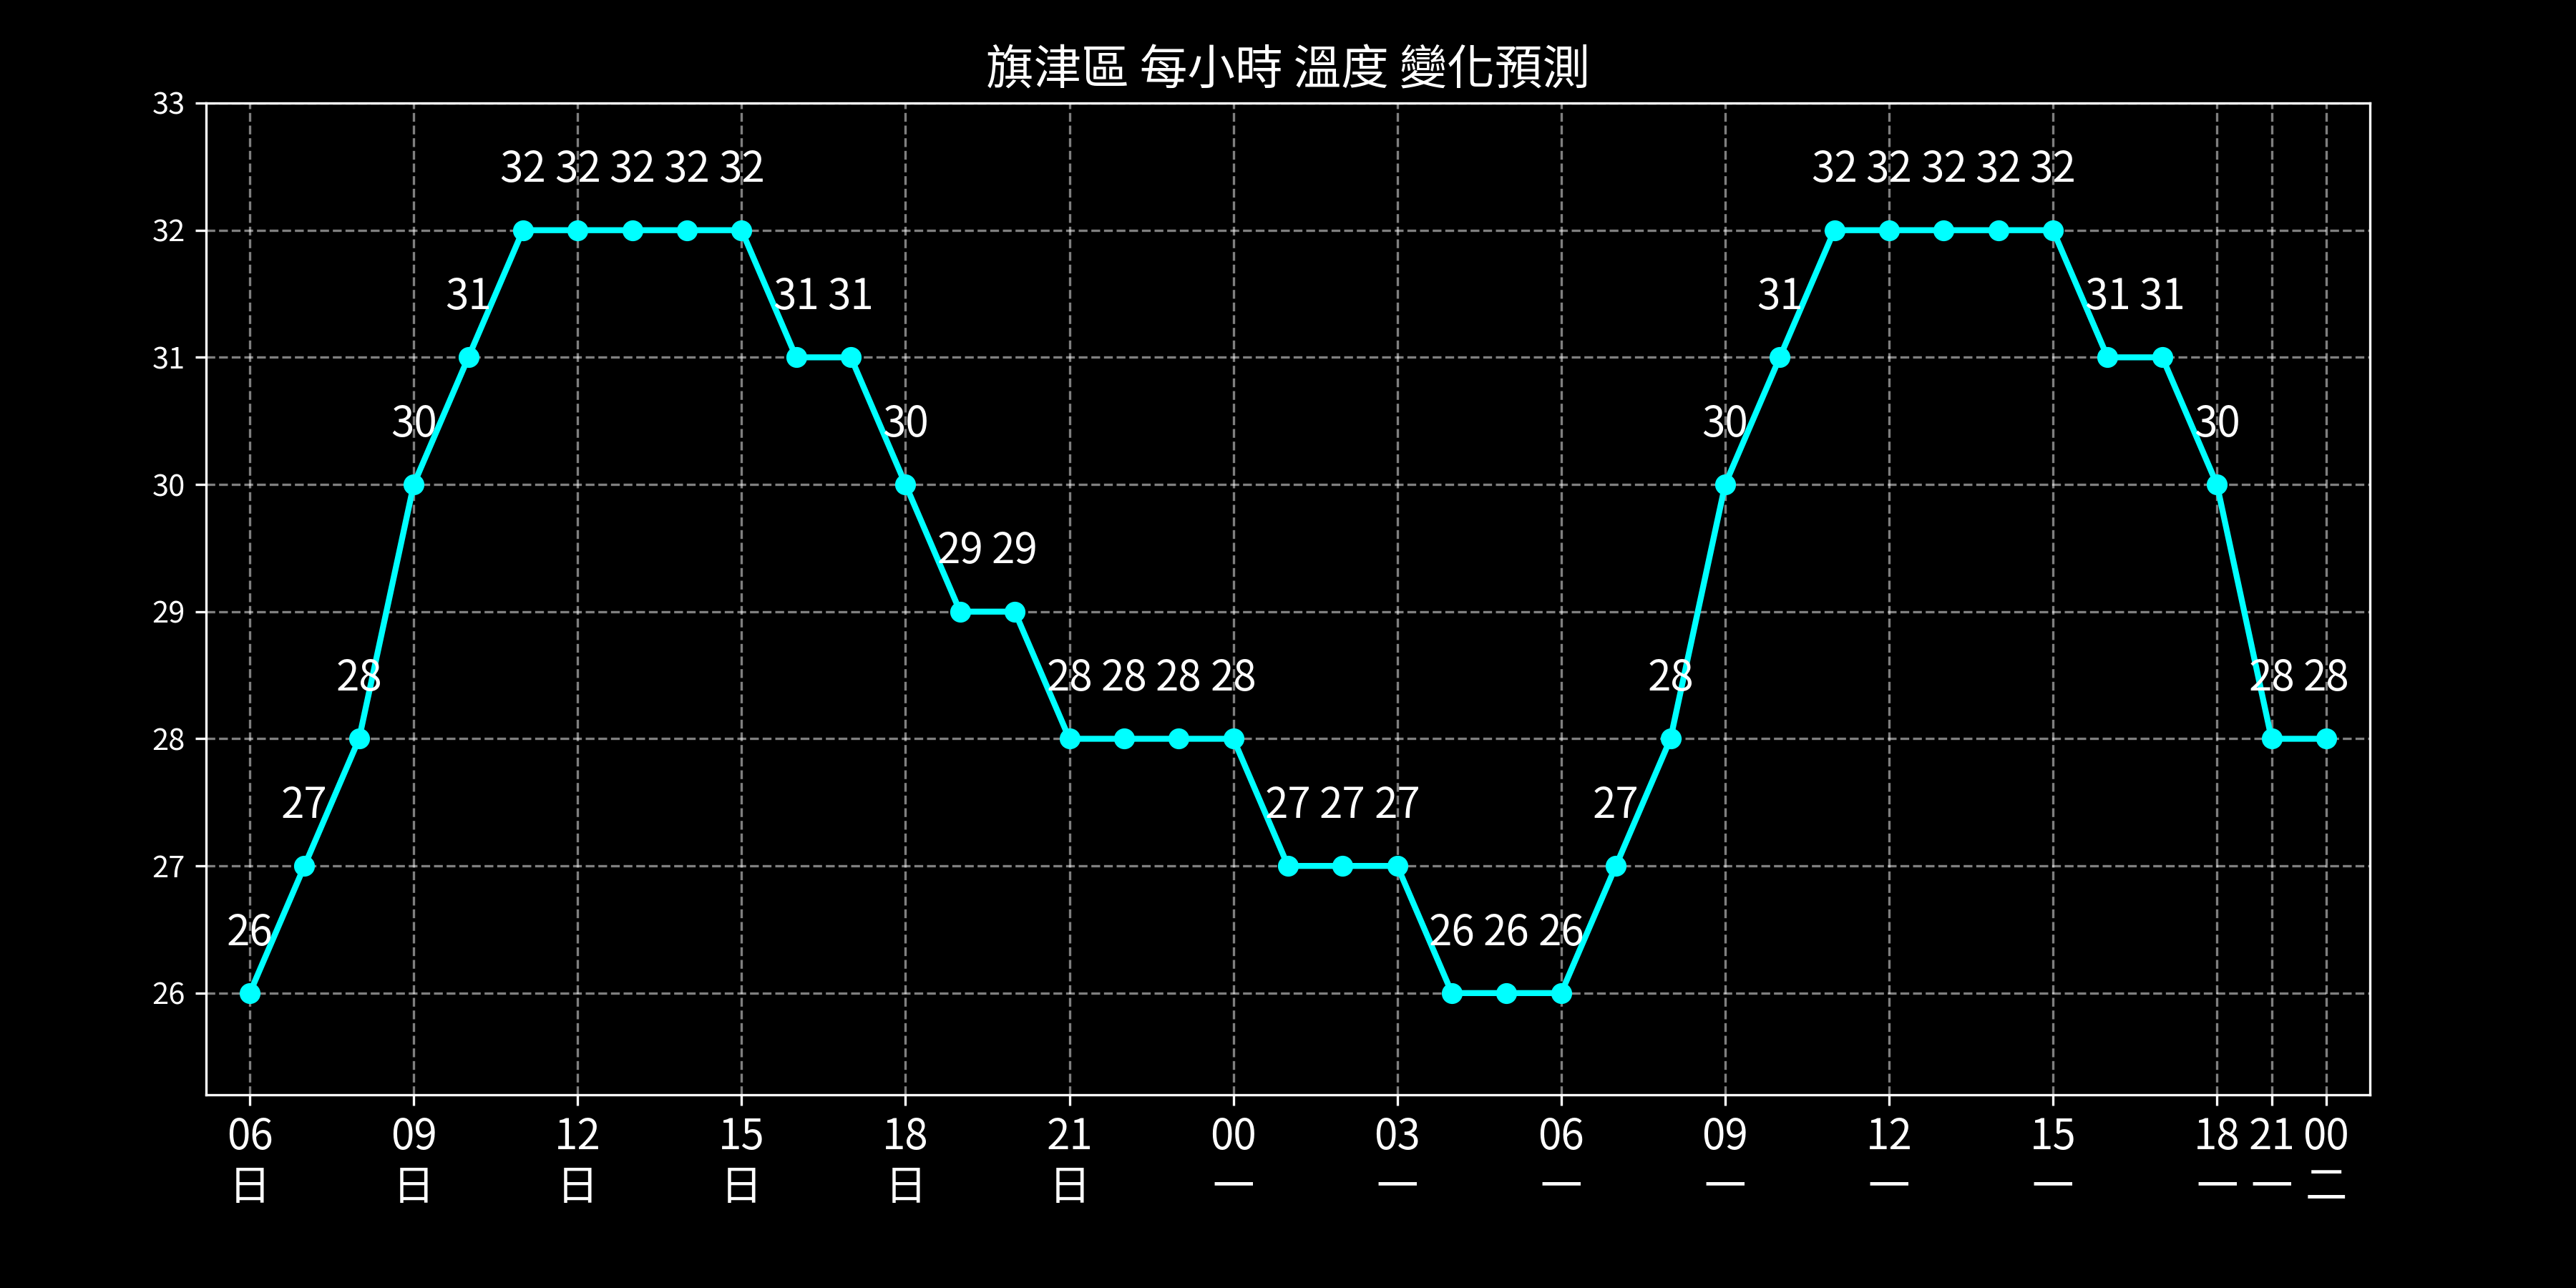 旗津區 每小時 溫度 變化預測
33
32 32 32 32 32 32 32 32 32 32
32
31 31 31 31 31 31
31
30 30 30 30
30
29 29
29
28 28 28 28 28 28 28 28
28
27 27 27 27 27
27
26 26 26 26
26
06 09 12 15 18 21 00 03 06 09 12 15 18 21 00
日 日 日 日 日 日 一 一 一 一 一 一 一 一 二